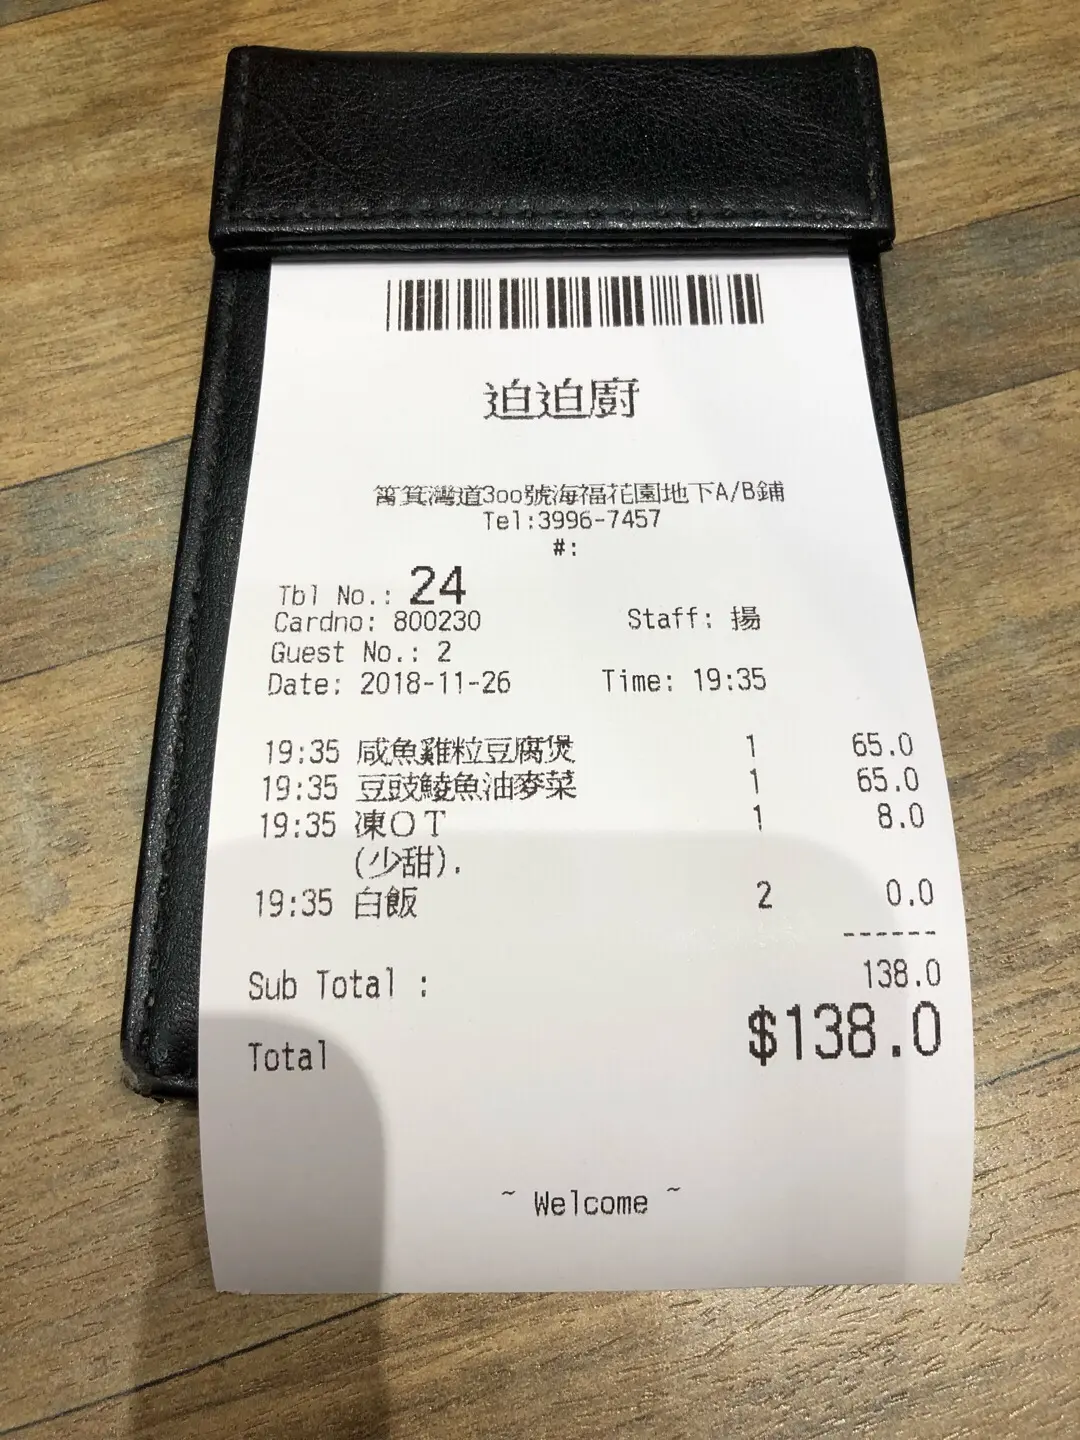 迫迫廚
筲箕灣道3oo號海福花園地下A/B鋪
Tel:3996-7457
#:
Tbl No.: 24
Cardno: 800230 Staff: 揚
Guest No.: 2
Date: 2018-11-26 Time: 19:35
19:35 咸魚雞粒豆腐煲 1 65.0
19:35 豆豉鯪魚油麥菜 1 65.0
19:35 凍OT 1 8.0
(少甜).
19:35 白飯 2 0.0
------
Sub Total : 138.0
Total $138.0
~ Welcome ~